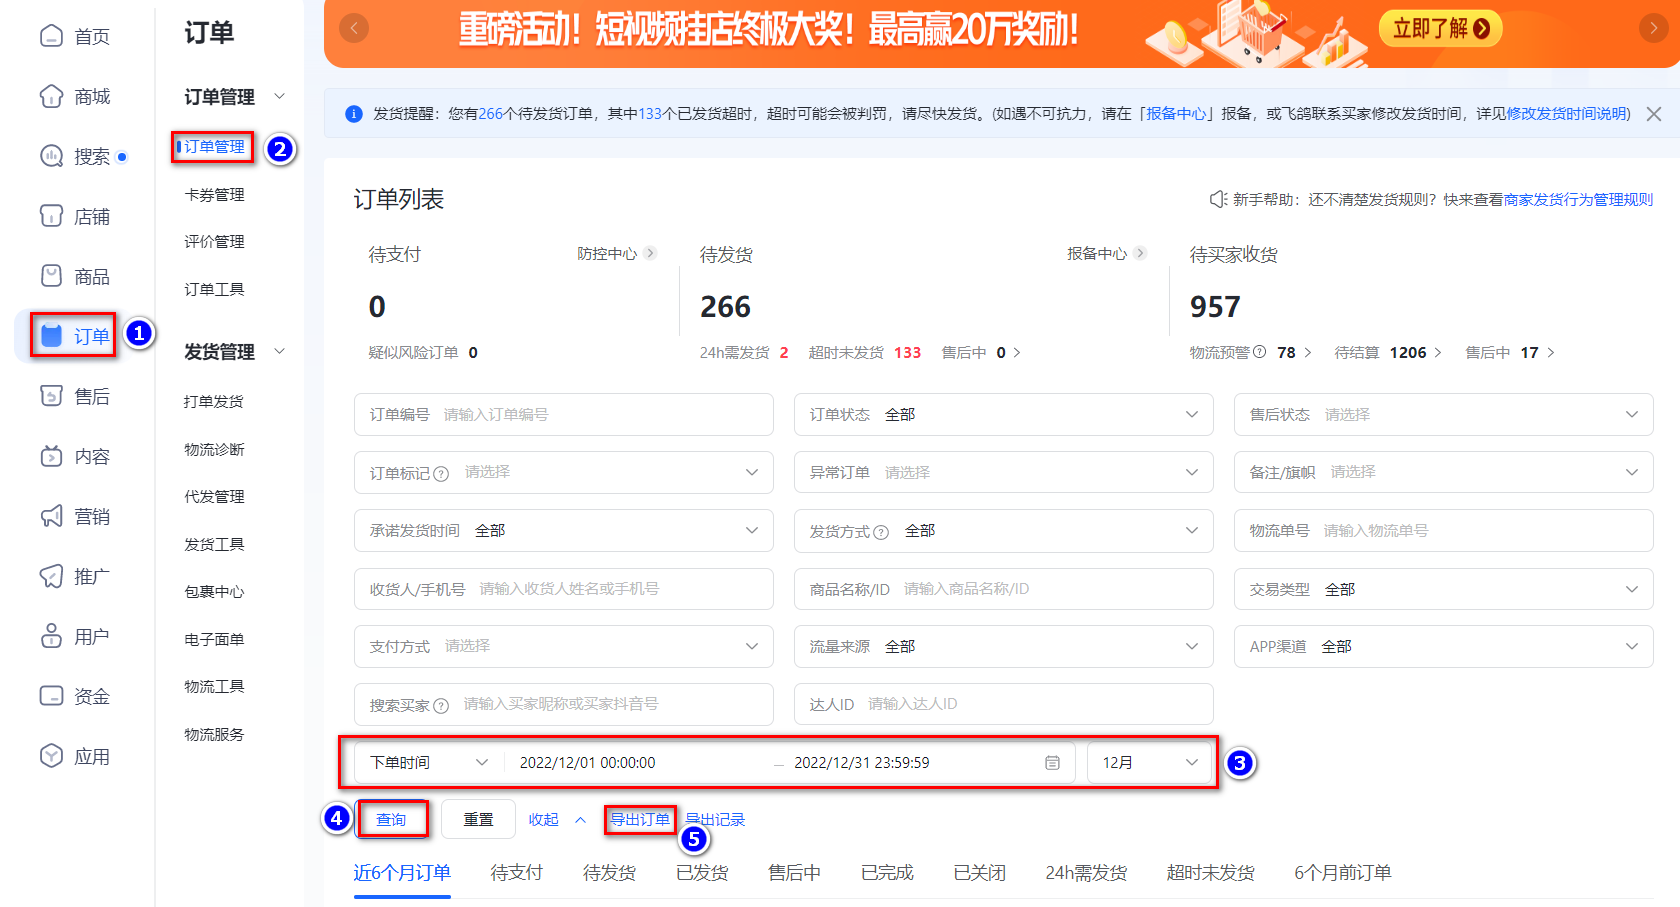 首页
商城
搜索
店铺
商品
订单
1
售后
内容
营销
推广
用户
资金
应用
订单
订单管理
订单管理
2
卡券管理
评价管理
订单工具
发货管理
打单发货
物流诊断
代发管理
发货工具
包裹中心
电子面单
物流工具
物流服务
重磅活动！短视频挂店终极大奖！最高赢20万奖励！ 立即了解
发货提醒：您有266个待发货订单，其中133个已发货超时，超时可能会被判罚，请尽快发货。(如遇不可抗力，请在「报备中心」报备，或飞鸽联系买家修改发货时间，详见修改发货时间说明)
订单列表 新手帮助：还不清楚发货规则？快来查看商家发货行为管理规则
待支付 防控中心 待发货 报备中心 待买家收货
0 266 957
疑似风险订单 0 24h需发货 2 超时未发货 133 售后中 0 物流预警 78 待结算 1206 售后中 17
订单编号 请输入订单编号 订单状态 全部 售后状态 请选择
订单标记 请选择 异常订单 请选择 备注/旗帜 请选择
承诺发货时间 全部 发货方式 全部 物流单号 请输入物流单号
收货人/手机号 请输入收货人姓名或手机号 商品名称/ID 请输入商品名称/ID 交易类型 全部
支付方式 请选择 流量来源 全部 APP渠道 全部
搜索买家 请输入买家昵称或买家抖音号 达人ID 请输入达人ID
下单时间 2022/12/01 00:00:00 – 2022/12/31 23:59:59 12月 3
4 查询 重置 收起 导出订单 导出记录
5
近6个月订单 待支付 待发货 已发货 售后中 已完成 已关闭 24h需发货 超时未发货 6个月前订单